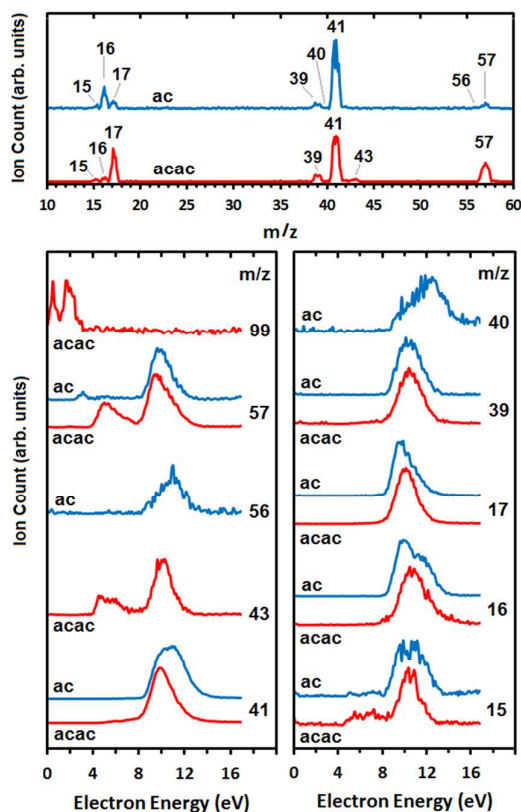 Ion Count (arb. units)
41
16
40
57
15
17
39
56
ac
41
17
57
16
15
39
43
acac
10 15 20 25 30 35 40 45 50 55 60
m/z
Ion Count (arb. units)
m/z
acac
99
ac
57
acac
ac
56
43
acac
ac
41
acac
0 4 8 12 16
Electron Energy (eV)
m/z
ac
40
ac
39
acac
ac
17
acac
ac
16
acac
ac
15
acac
0 4 8 12 16
Electron Energy (eV)